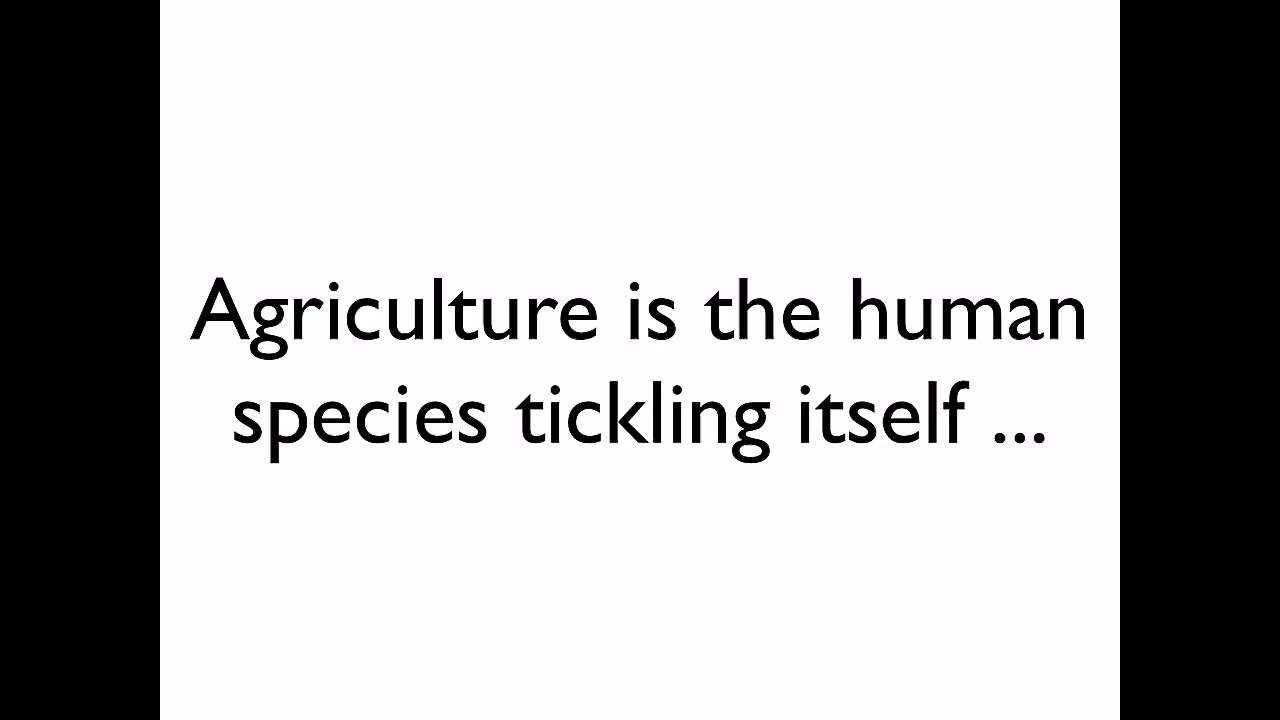 Agriculture is the human
species tickling itself ...